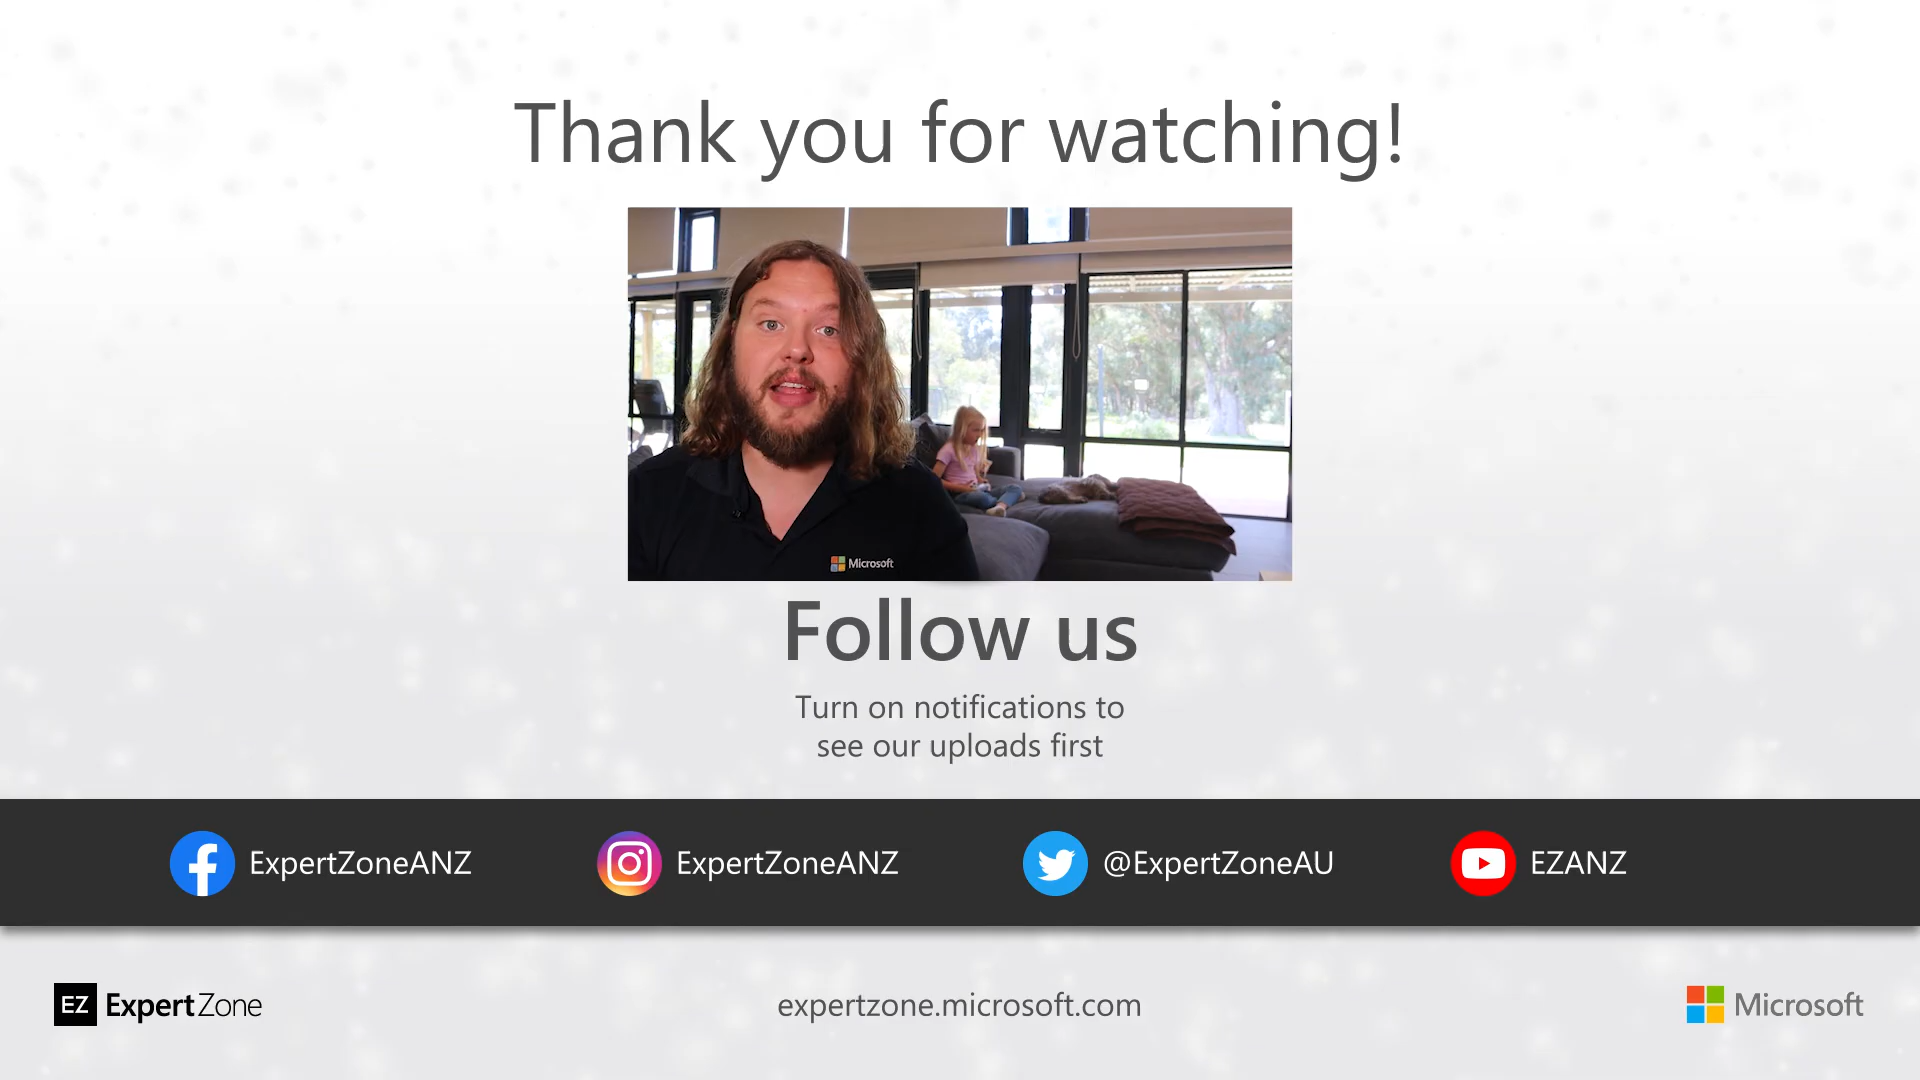 Thank you for watching!
Microsoft
Follow us
Turn on notifications to
see our uploads first
ExpertZoneANZ
ExpertZoneANZ
@ExpertZoneAU
EZANZ
EZ ExpertZone
expertzone.microsoft.com
Microsoft